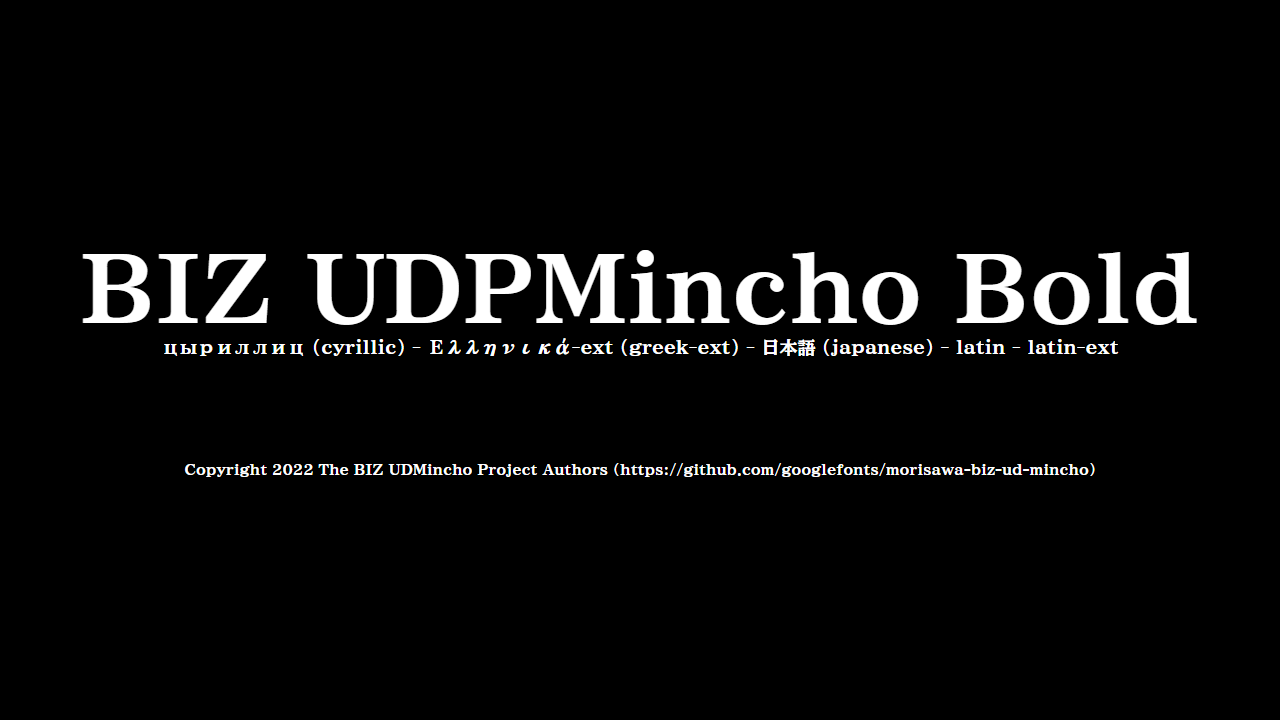 BIZ UDPMincho Bold
цыриллиц (cyrillic) - Ελληνικά-ext (greek-ext) - 日本語 (japanese) - latin - latin-ext
Copyright 2022 The BIZ UDMincho Project Authors (https://github.com/googlefonts/morisawa-biz-ud-mincho)